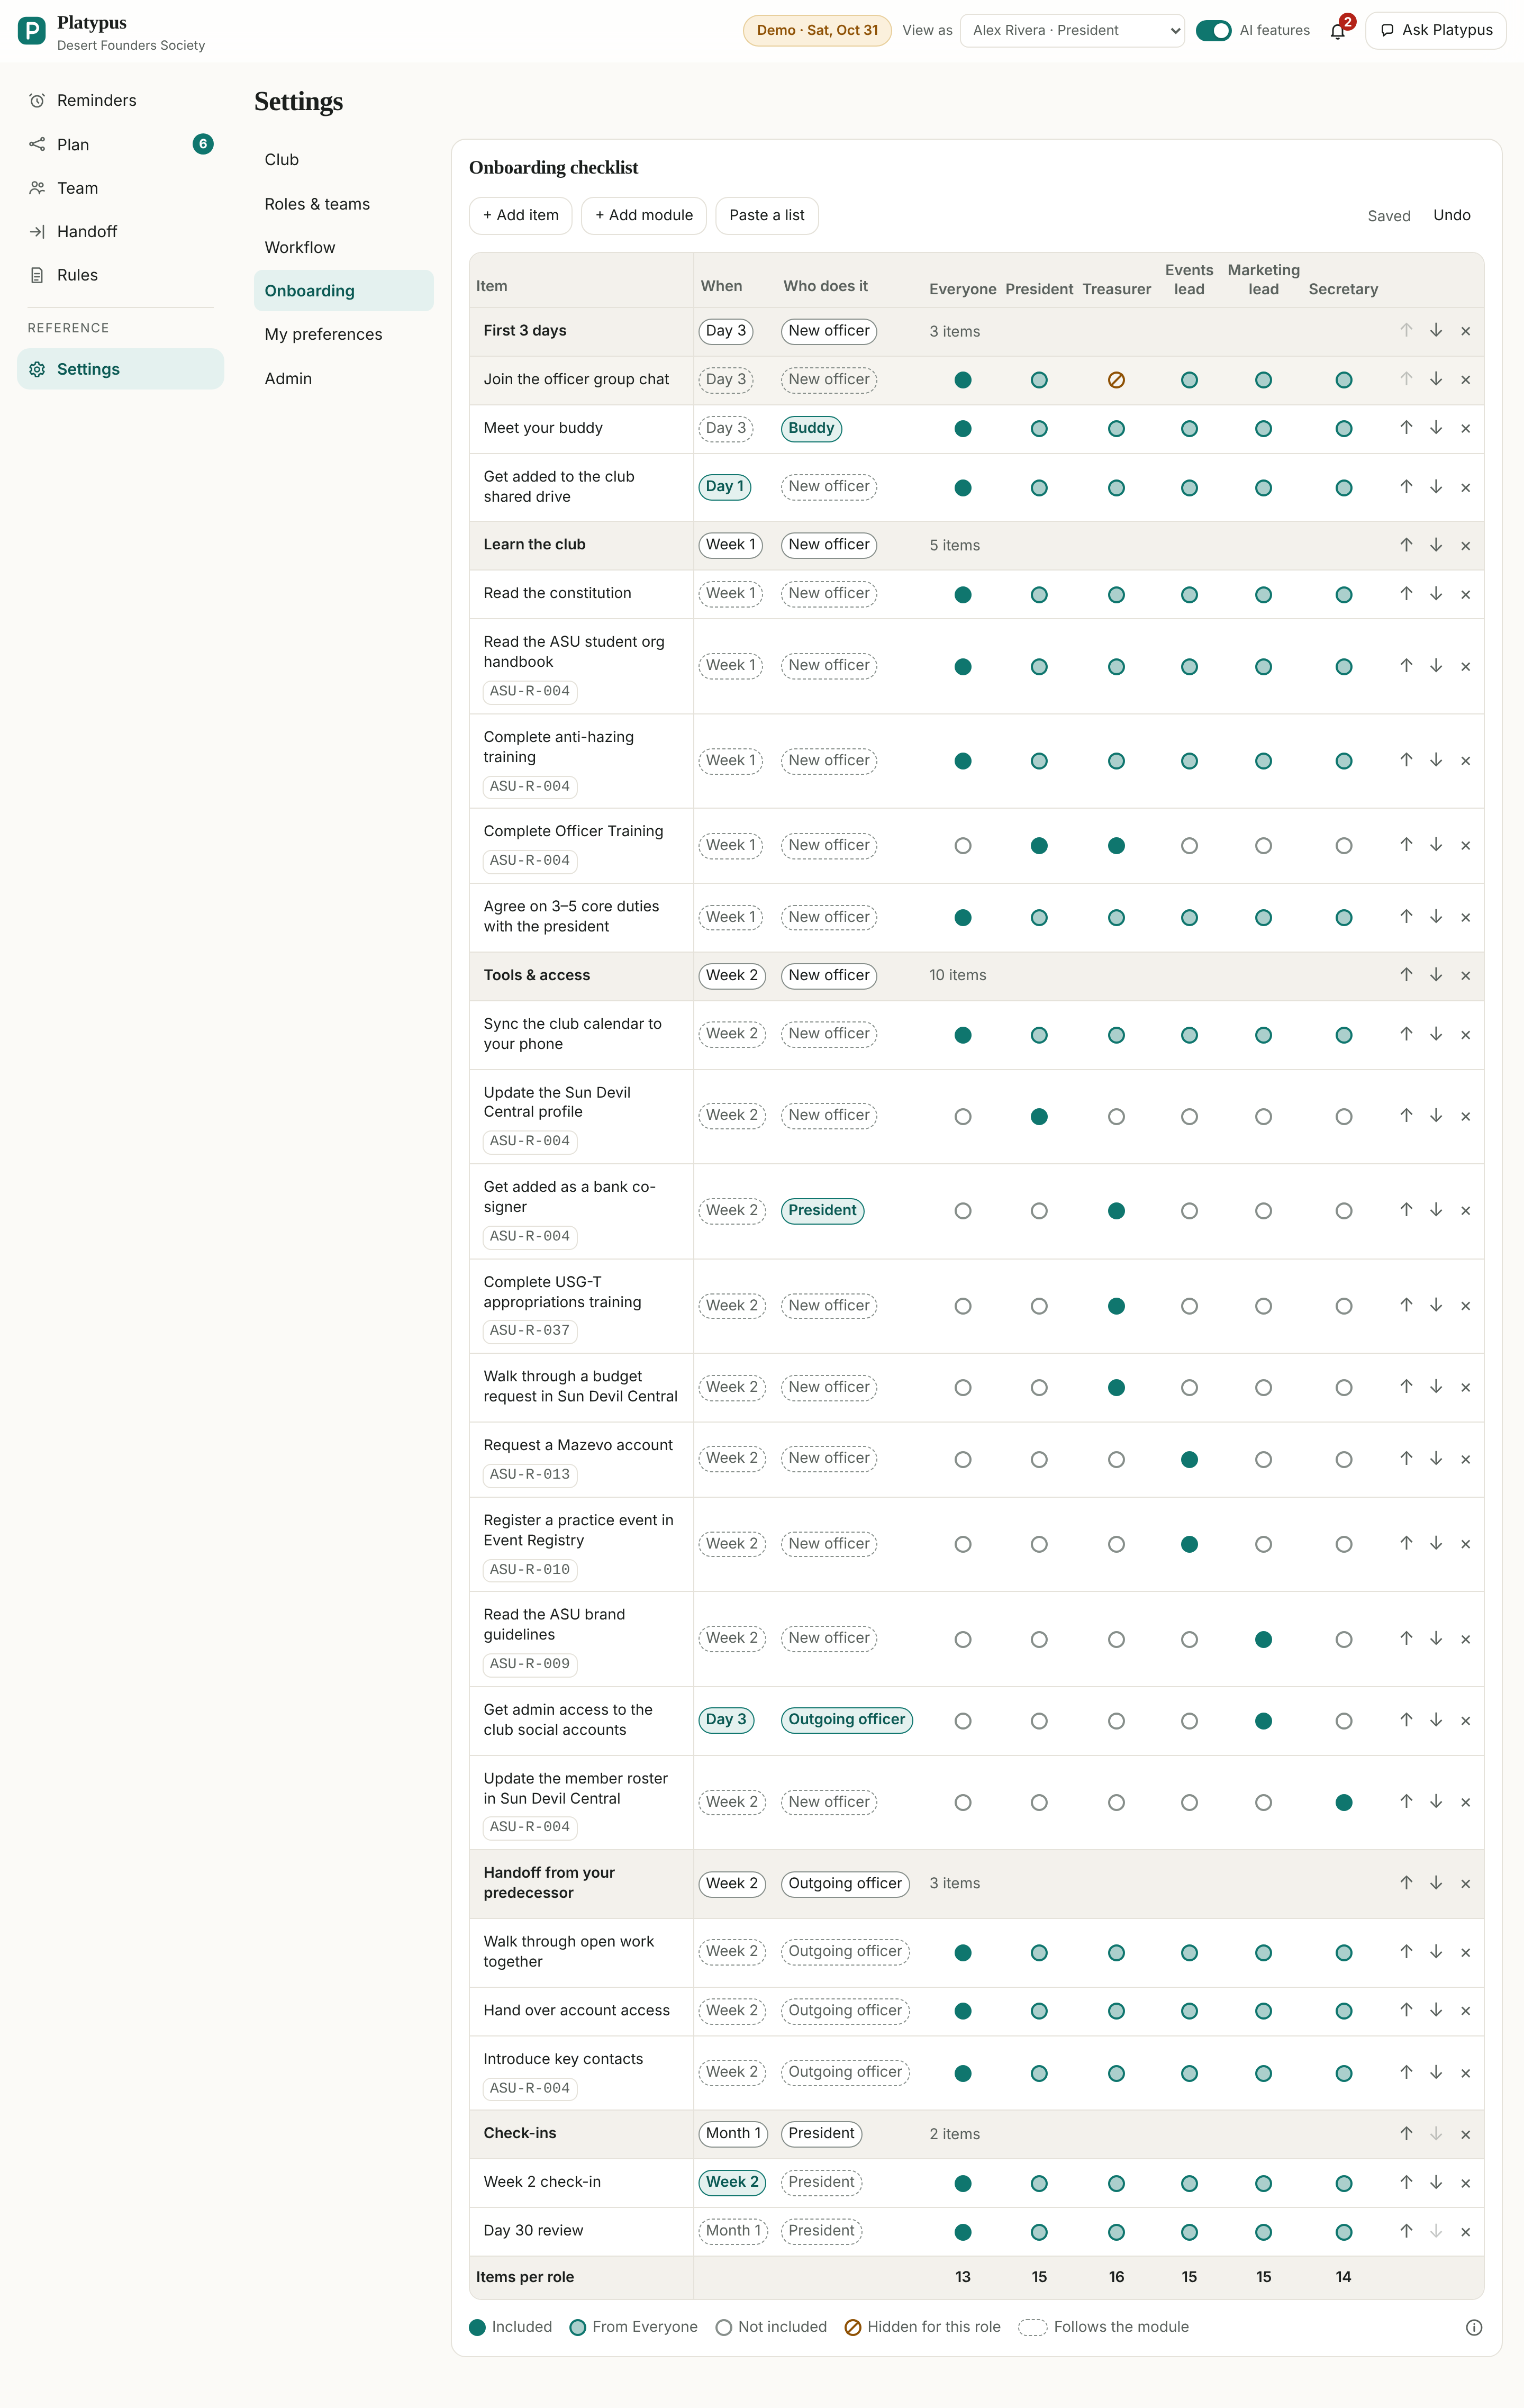 P
Platypus
Desert Founders Society
Demo · Sat, Oct 31
View as
Alex Rivera · President
AI features
2
Ask Platypus
Reminders
Plan
6
Team
Handoff
Rules
REFERENCE
Settings
Settings
Club
Roles & teams
Workflow
Onboarding
My preferences
Admin
Onboarding checklist
+ Add item
+ Add module
Paste a list
Saved
Undo
Item When Who does it Everyone President Treasurer Events lead Marketing lead Secretary
First 3 days Day 3 New officer 3 items
Join the officer group chat Day 3 New officer
Meet your buddy Day 3 Buddy
Get added to the club
shared drive
Day 1 New officer
Learn the club Week 1 New officer 5 items
Read the constitution Week 1 New officer
Read the ASU student org
handbook
ASU-R-004
Week 1 New officer
Complete anti-hazing
training
ASU-R-004
Week 1 New officer
Complete Officer Training
ASU-R-004
Week 1 New officer
Agree on 3–5 core duties
with the president
Week 1 New officer
Tools & access Week 2 New officer 10 items
Sync the club calendar to
your phone
Week 2 New officer
Update the Sun Devil
Central profile
ASU-R-004
Week 2 New officer
Get added as a bank co-
signer
ASU-R-004
Week 2 President
Complete USG-T
appropriations training
ASU-R-037
Week 2 New officer
Walk through a budget
request in Sun Devil Central
Week 2 New officer
Request a Mazevo account
ASU-R-013
Week 2 New officer
Register a practice event in
Event Registry
ASU-R-010
Week 2 New officer
Read the ASU brand
guidelines
ASU-R-009
Week 2 New officer
Get admin access to the
club social accounts
Day 3 Outgoing officer
Update the member roster
in Sun Devil Central
ASU-R-004
Week 2 New officer
Handoff from your
predecessor
Week 2 Outgoing officer 3 items
Walk through open work
together
Week 2 Outgoing officer
Hand over account access Week 2 Outgoing officer
Introduce key contacts
ASU-R-004
Week 2 Outgoing officer
Check-ins Month 1 President 2 items
Week 2 check-in Week 2 President
Day 30 review Month 1 President
Items per role 13 15 16 15 15 14
Included From Everyone Not included Hidden for this role Follows the module